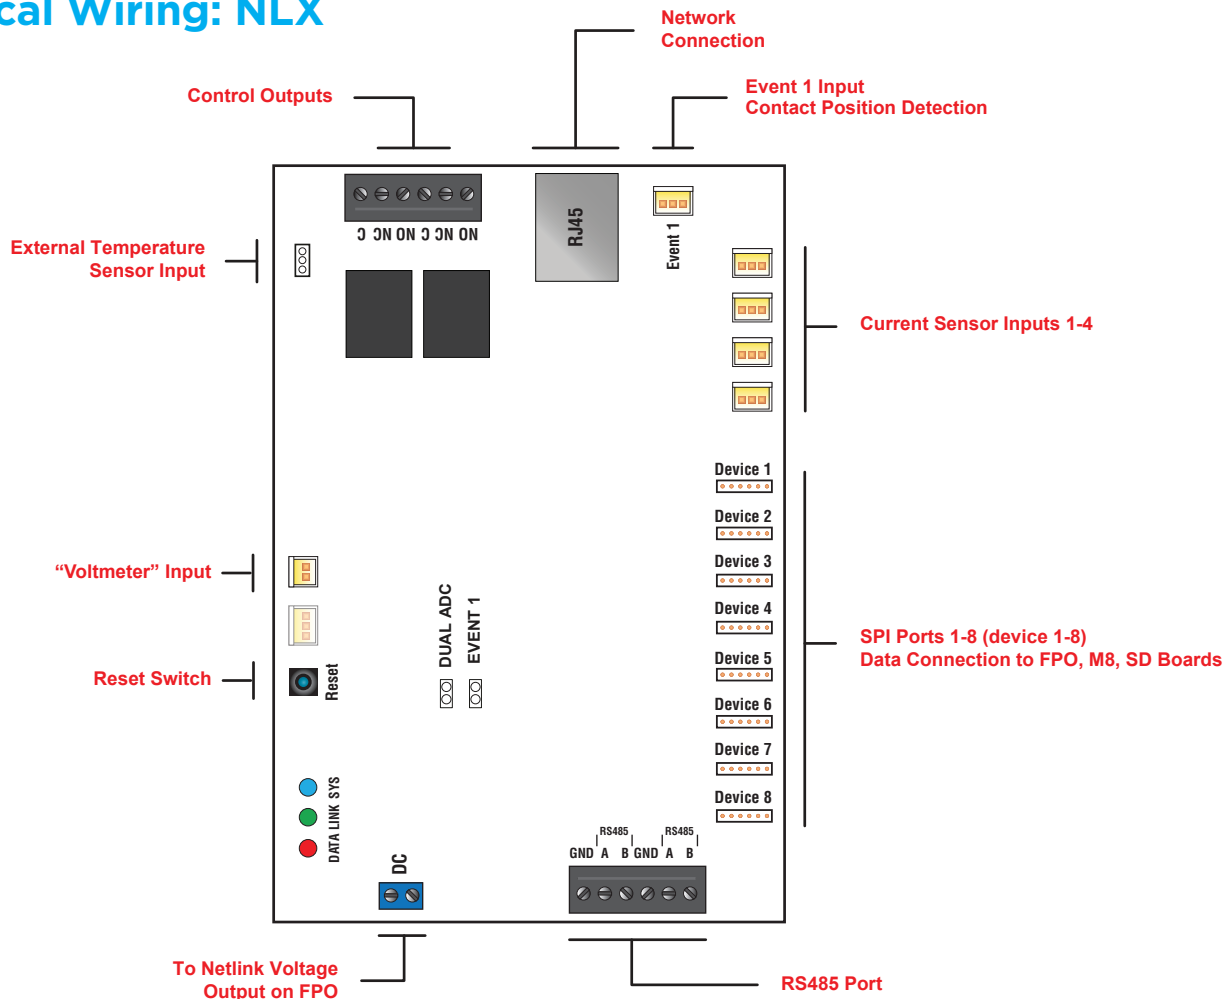 cal Wiring: NLX
Network
Connection
Control Outputs
Event 1 Input
Contact Position Detection
C NC NO C NC NO
RJ45
Event 1
External Temperature
Sensor Input
Current Sensor Inputs 1-4
Device 1
Device 2
Device 3
Device 4
Device 5
Device 6
Device 7
Device 8
“Voltmeter” Input
DUAL ADC
EVENT 1
SPI Ports 1-8 (device 1-8)
Data Connection to FPO, M8, SD Boards
Reset Switch
Reset
DATA LINK SYS
RS485 RS485
GND A B GND A B
DC
To Netlink Voltage
Output on FPO
RS485 Port